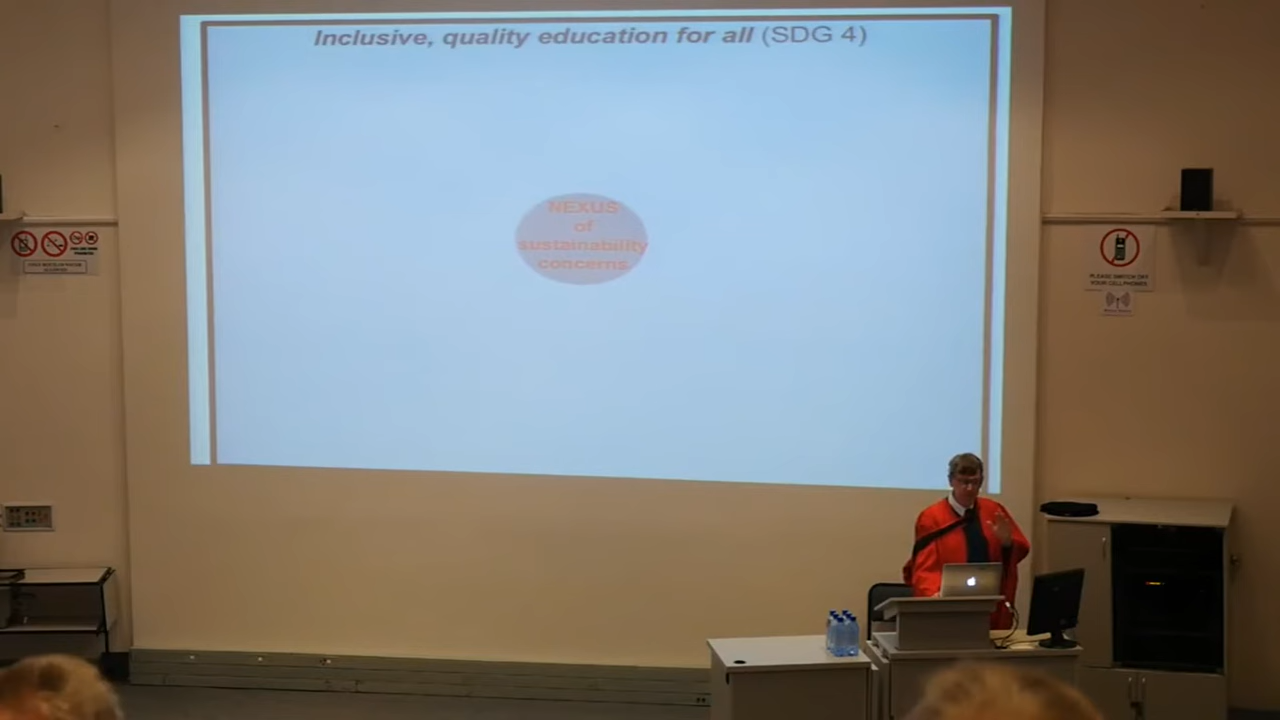 Inclusive, quality education for all (SDG 4)
NEXUS
of
sustainability
concerns
PLEASE SWITCH OFF
YOUR CELLPHONES